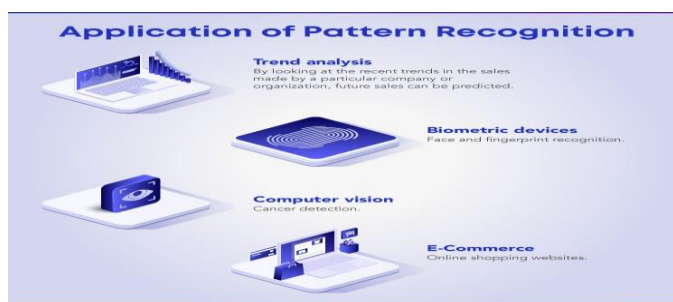 Application of Pattern Recognition
Trend analysis
By looking at the recent trends in the sales
made by a particular company or
organization, future sales can be predicted.
Biometric devices
Face and fingerprint recognition.
Computer vision
Cancer detection.
E-Commerce
Online shopping websites.